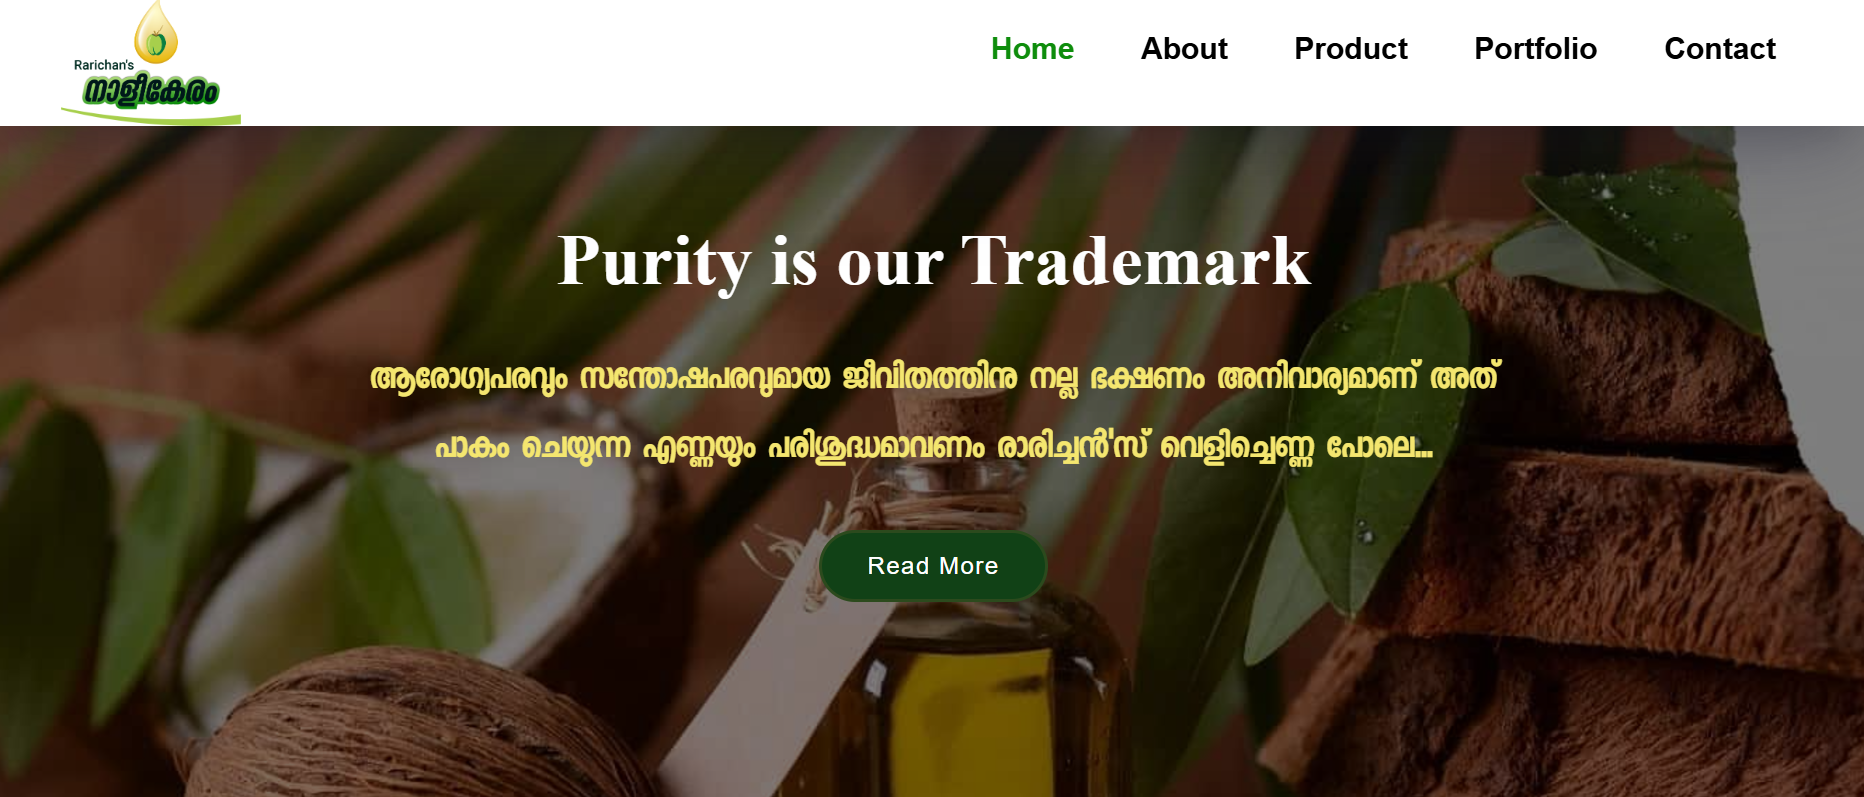 Rarichan's
നാളികേരം
Home About Product Portfolio Contact
Purity is our Trademark
ആരോഗ്യപരവും സന്തോഷപരവുമായ ജീവിതത്തിനു നല്ല ഭക്ഷണം അനിവാര്യമാണ് അത്
പാകം ചെയുന്ന എണ്ണയും പരിശുദ്ധമാവണം രാരിച്ചൻ'സ് വെളിച്ചെണ്ണ പോലെ...
Read More